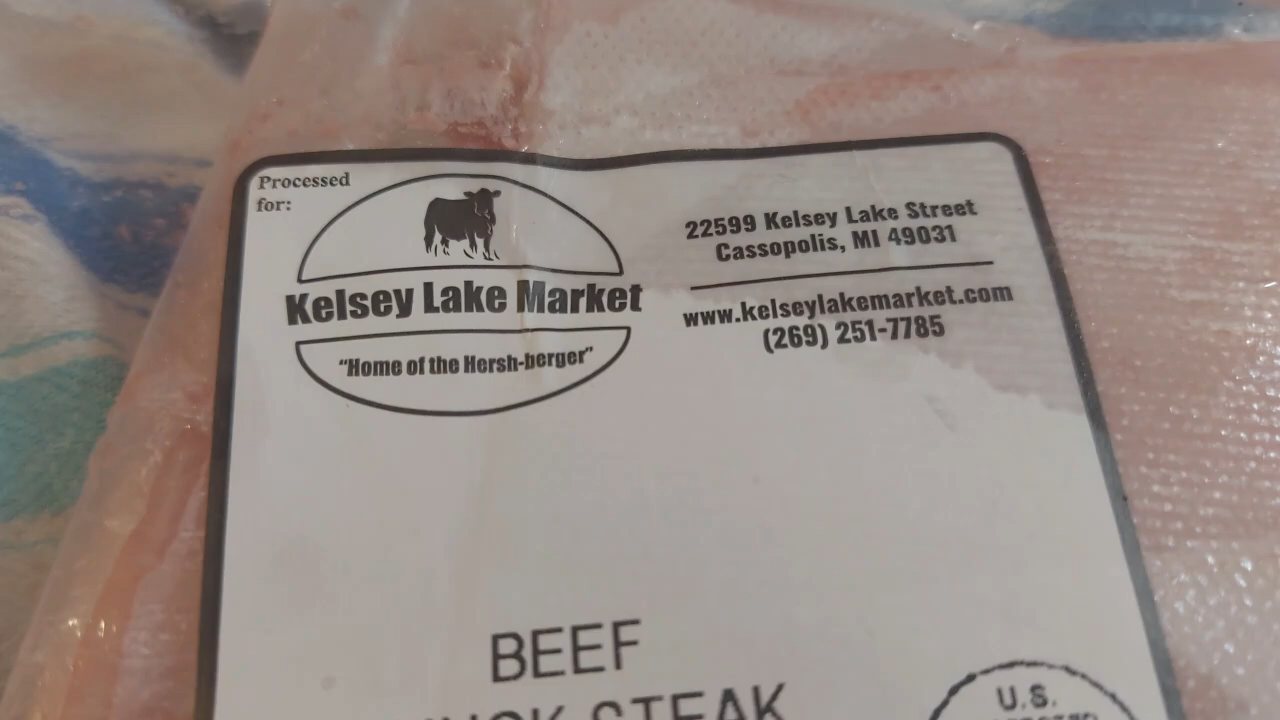 Processed
for:
Kelsey Lake Market
“Home of the Hersh-berger”
22599 Kelsey Lake Street
Cassopolis, MI 49031
www.kelseylakemarket.com
(269) 251-7785
BEEF
STEAK
U.S.